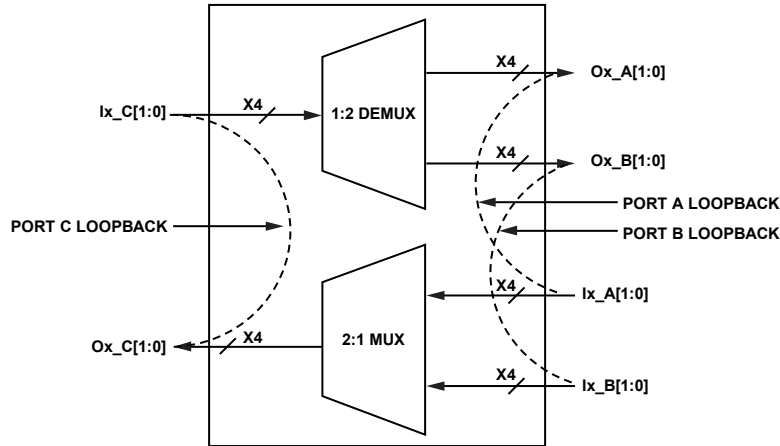 X4
Ox_A[1:0]
Ix_C[1:0]
X4
1:2 DEMUX
X4
Ox_B[1:0]
PORT A LOOPBACK
PORT C LOOPBACK
PORT B LOOPBACK
X4
Ix_A[1:0]
Ox_C[1:0]
X4
2:1 MUX
X4
Ix_B[1:0]